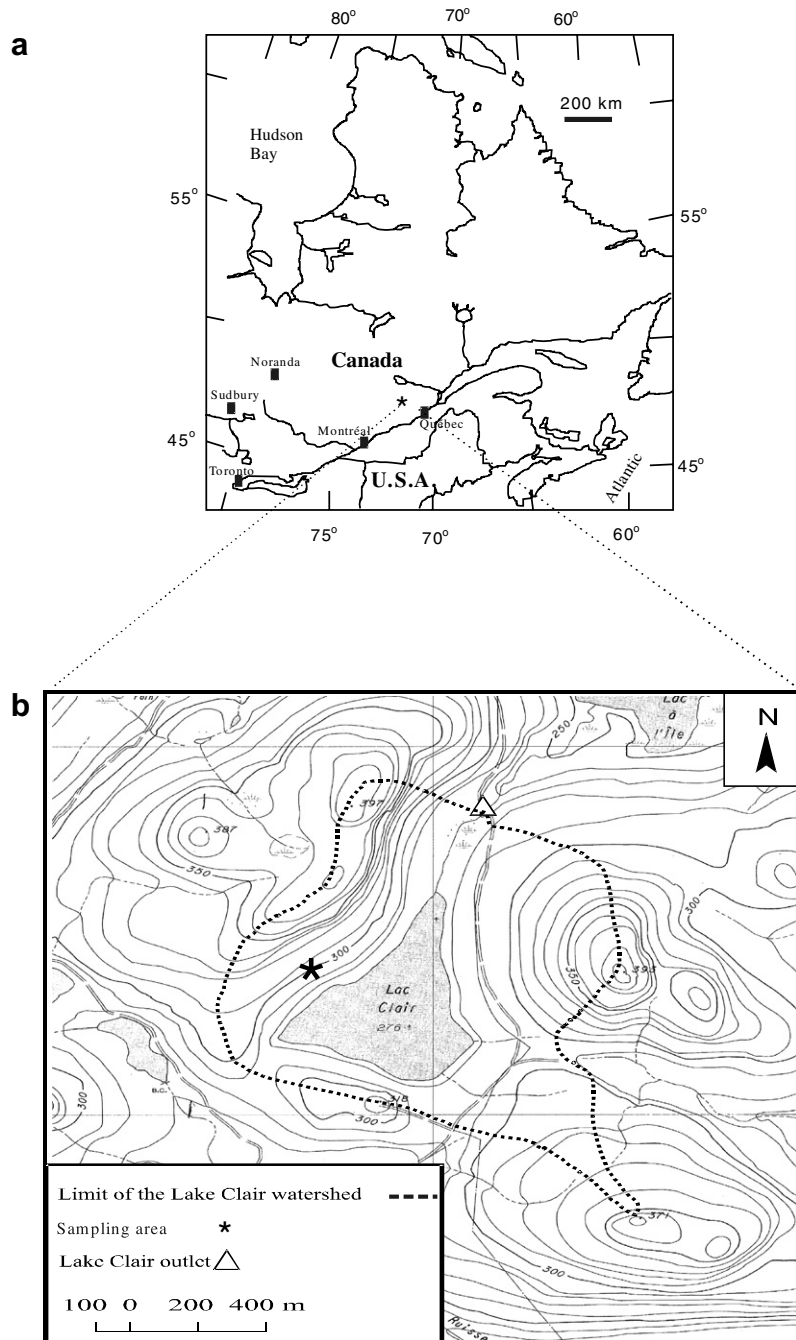 a
80° 70° 60°
200 km
Hudson
Bay
55°
55°
Noranda
Canada
Sudbury
Montréal
Québec
45°
Toronto
U.S.A.
Atlantic
45°
75° 70° 60°
b
Lac
à
l'Île
N
250
397
387
350
300
300
350
393
Lac
Clair
276±
B.C.
300
318
300
371
300
Limit of the Lake Clair watershed
Sampling area
Lake Clair outlet
100 0 200 400 m